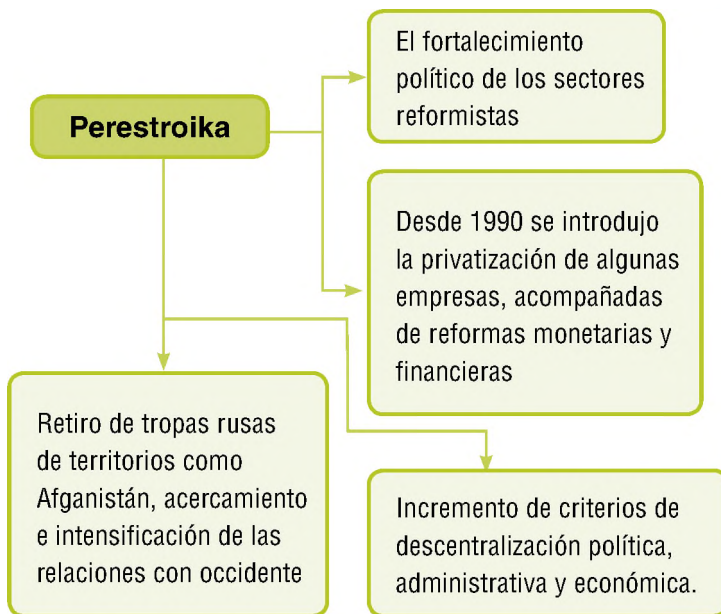 Perestroika
El fortalecimiento
político de los sectores
reformistas
Desde 1990 se introdujo
la privatización de algunas
empresas, acompañadas
de reformas monetarias y
financieras
Retiro de tropas rusas
de territorios como
Afganistán, acercamiento
e intensificación de las
relaciones con occidente
Incremento de criterios de
descentralización política,
administrativa y económica.